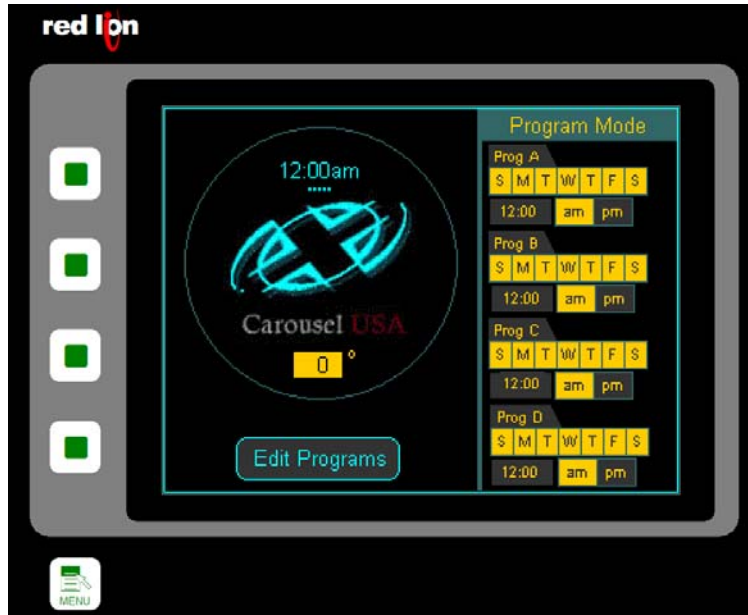 red lion
Program Mode
12:00am
Carousel USA
0 °
Edit Programs
Prog A
S M T W T F S
12:00 am pm
Prog B
S M T W T F S
12:00 am pm
Prog C
S M T W T F S
12:00 am pm
Prog D
S M T W T F S
12:00 am pm
MENU